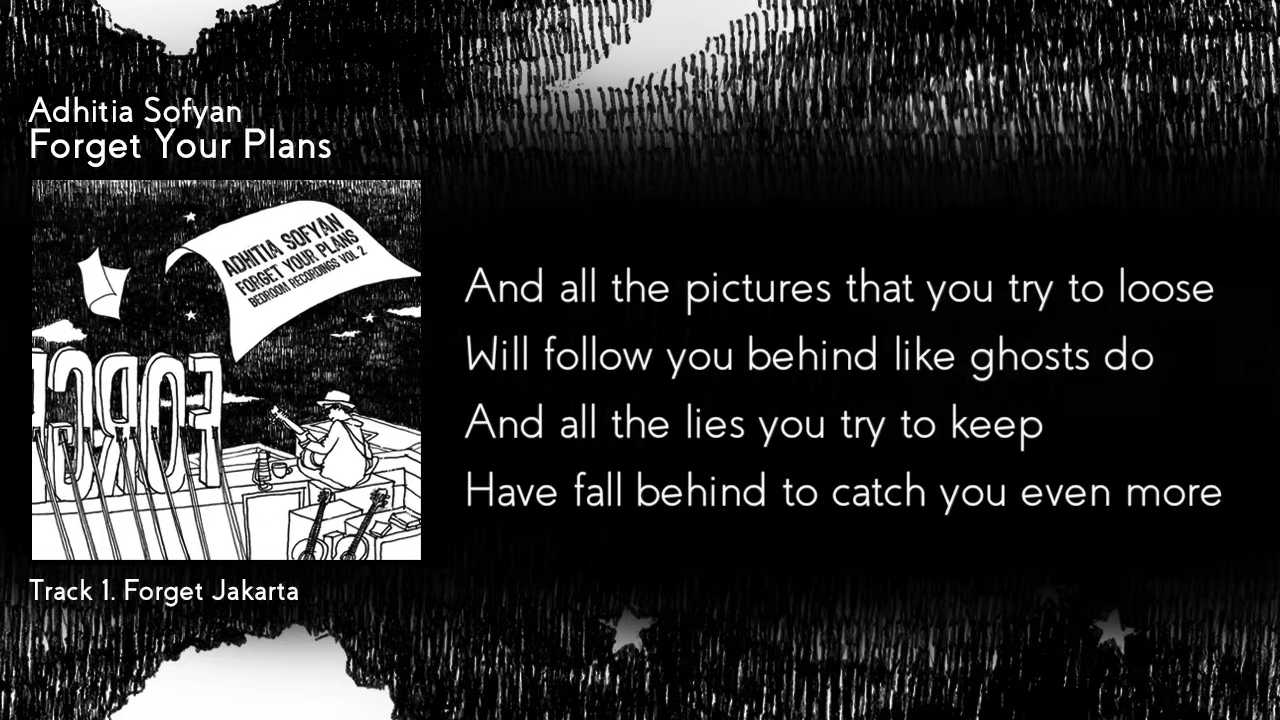 Adhitia Sofyan
Forget Your Plans
ADHITIA SOFYAN
FORGET YOUR PLANS
BEDROOM RECORDINGS VOL 2
FORG
Track 1. Forget Jakarta
And all the pictures that you try to loose
Will follow you behind like ghosts do
And all the lies you try to keep
Have fall behind to catch you even more